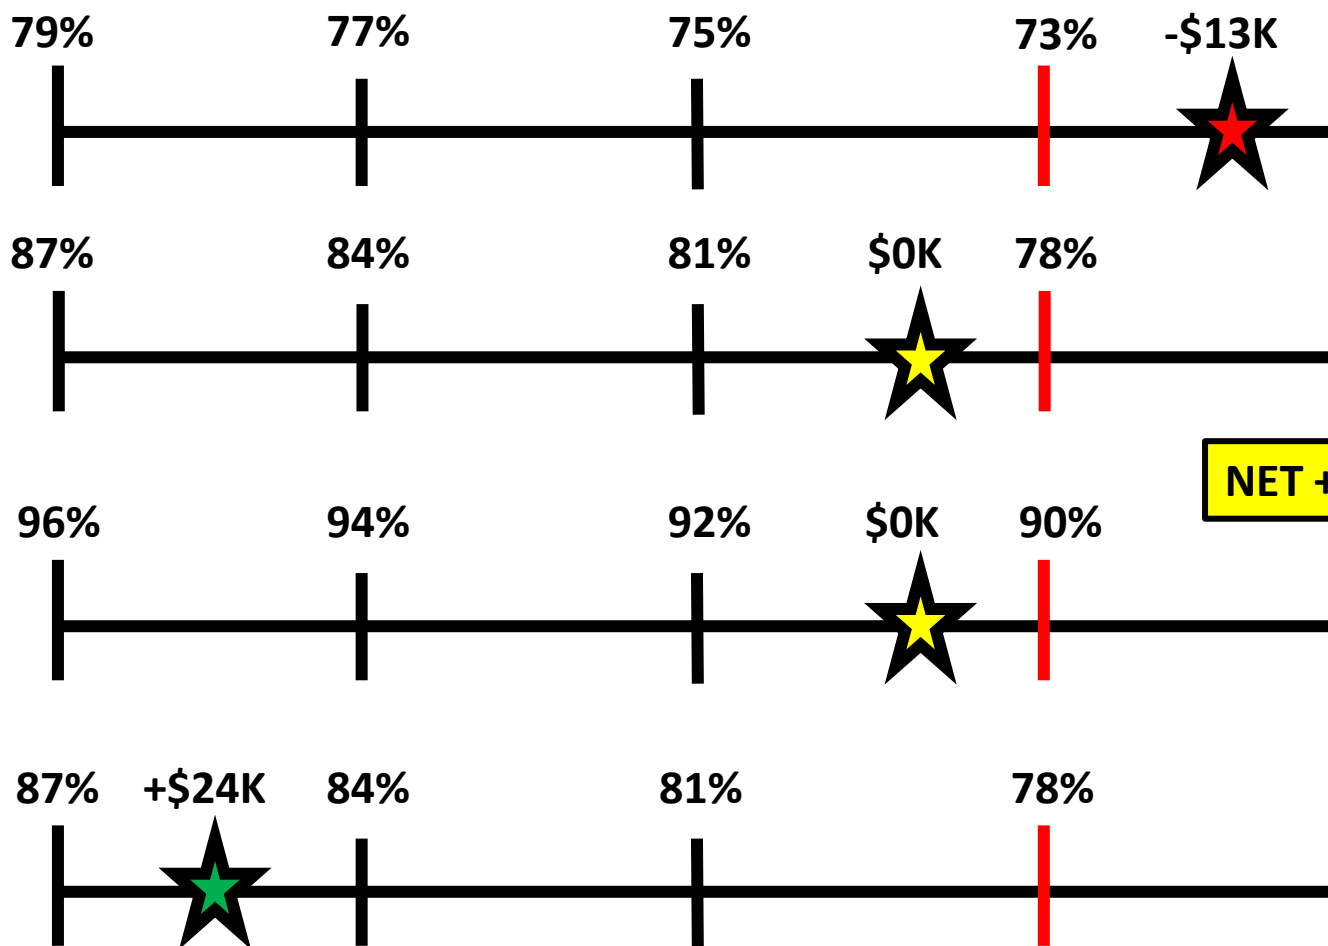 79% 77% 75% 73% -$13K
87% 84% 81% $0K 78%
NET +
96% 94% 92% $0K 90%
87% +$24K 84% 81% 78%